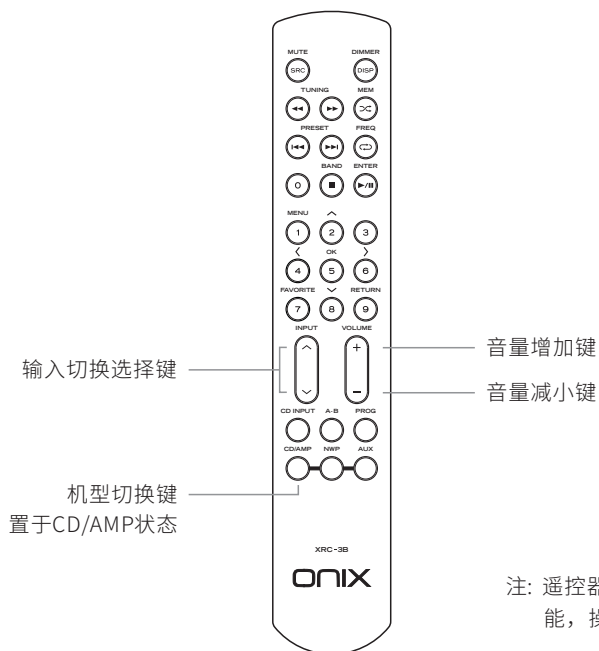 MUTE DIMMER
SRC DISP
TUNING MEM
PRESET FREQ
BAND ENTER
0
MENU
1 2 3
OK
4 5 6
FAVORITE RETURN
7 8 9
INPUT VOLUME
+
−
输入切换选择键
音量增加键
音量减小键
CD INPUT A-B PROG
CD/AMP NWP AUX
机型切换键
置于CD/AMP状态
XRC-3B
ONIX
注: 遥控器
能，操